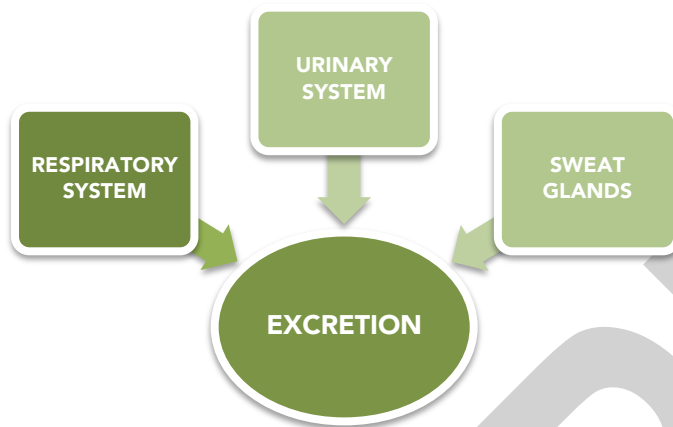 URINARY
SYSTEM
RESPIRATORY
SYSTEM
SWEAT
GLANDS
EXCRETION